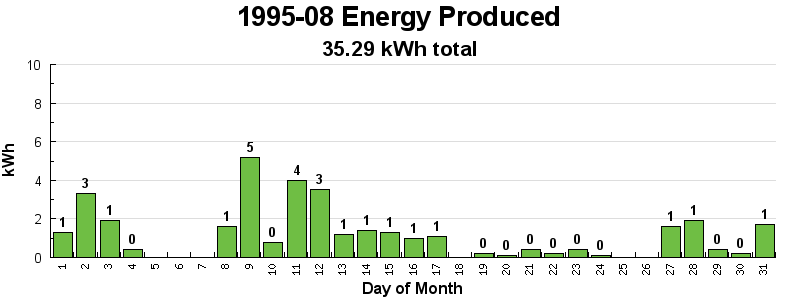 1995-08 Energy Produced
35.29 kWh total
10
8
6
4
2
0
kWh
1 3 1 0 1 5 0 4 3 1 1 1 1 1 0 0 0 0 0 0 1 1 0 0 1
1 2 3 4 5 6 7 8 9 10 11 12 13 14 15 16 17 18 19 20 21 22 23 24 25 26 27 28 29 30 31
Day of Month